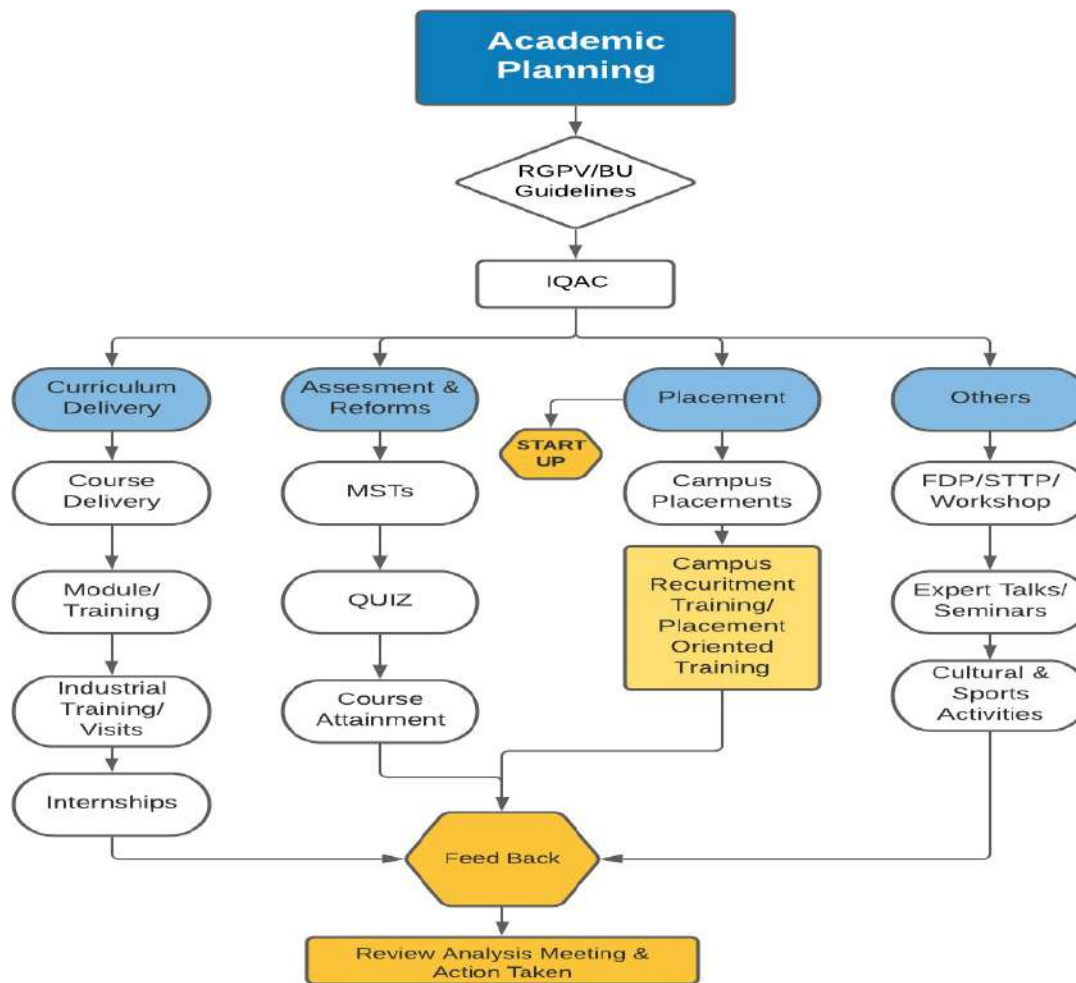 Academic
Planning
RGPV/BU
Guidelines
IQAC
Curriculum
Delivery
Assesment &
Reforms
Placement
Others
START
UP
Course
Delivery
MSTs
Campus
Placements
FDP/STTP/
Workshop
Module/
Training
QUIZ
Campus
Recuritment
Training/
Placement
Oriented
Training
Expert Talks/
Seminars
Industrial
Training/
Visits
Course
Attainment
Cultural &
Sports
Activities
Internships
Feed Back
Review Analysis Meeting &
Action Taken